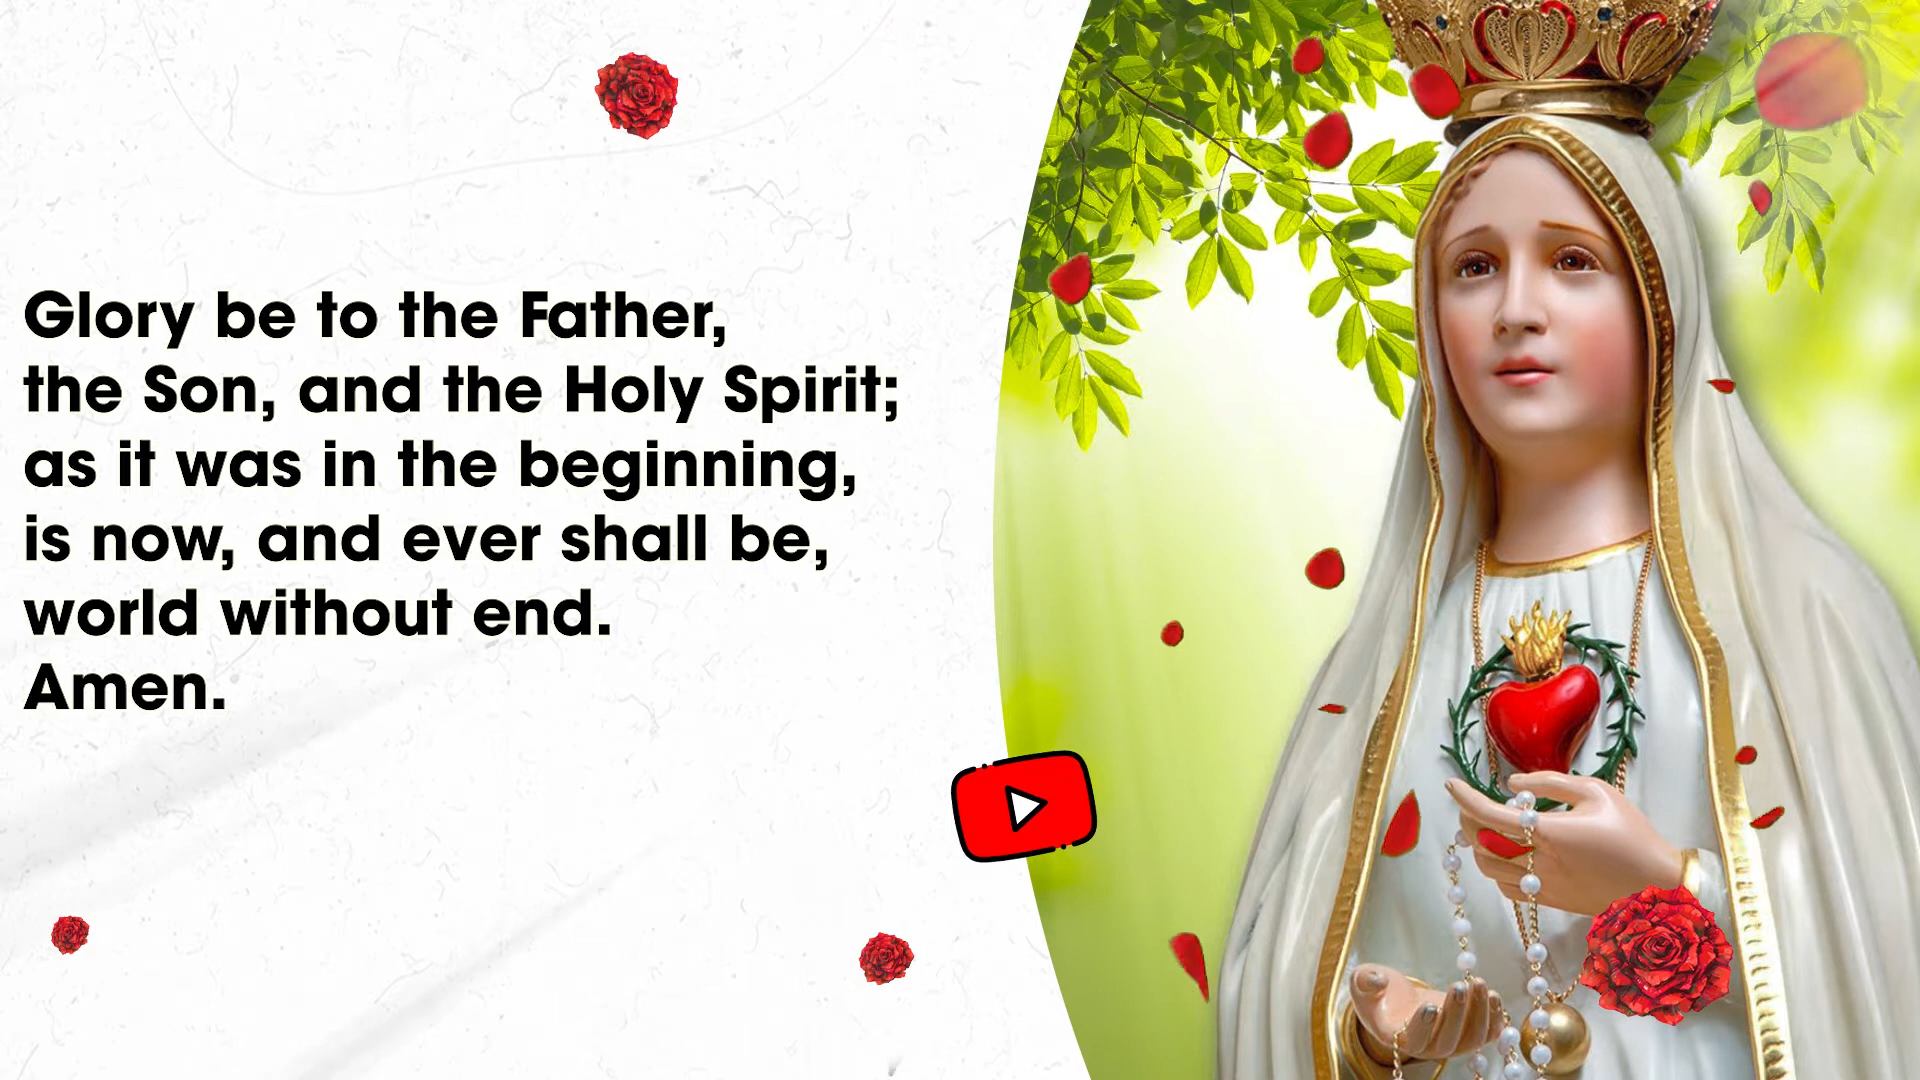 Glory be to the Father,
the Son, and the Holy Spirit;
as it was in the beginning,
is now, and ever shall be,
world without end.
Amen.